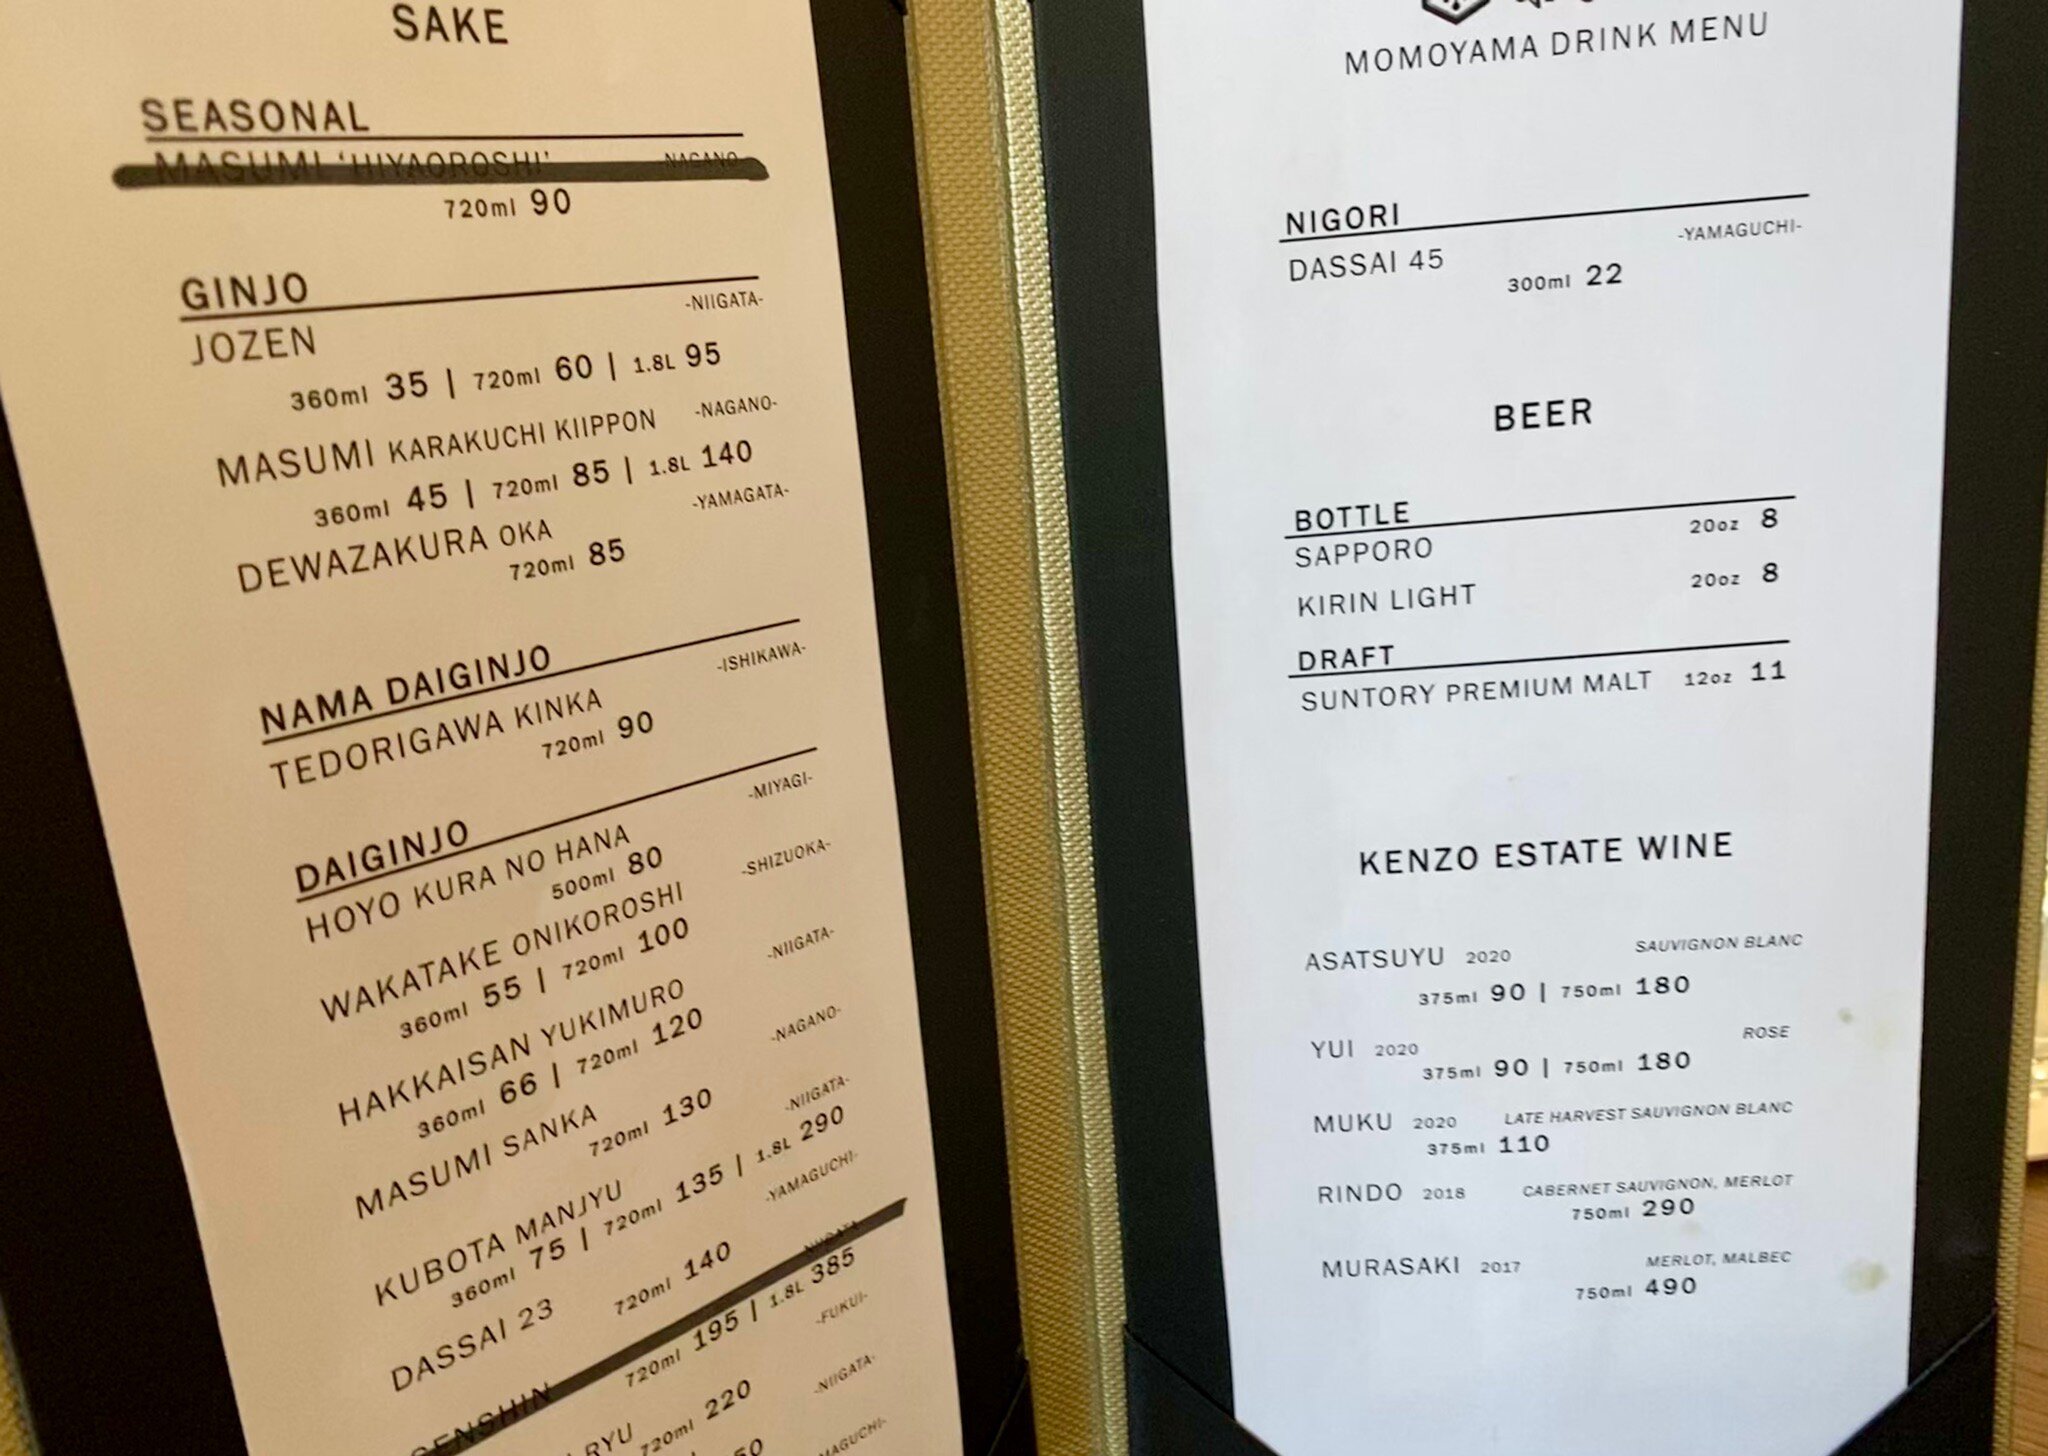 SAKE
SEASONAL
MASUMI 'HIYAOROSHI' -NAGANO-
720ml 90
GINJO
JOZEN -NIIGATA-
360ml 35 | 720ml 60 | 1.8L 95
MASUMI KARAKUCHI KIIPPON -NAGANO-
360ml 45 | 720ml 85 | 1.8L 140
DEWAZAKURA OKA -YAMAGATA-
720ml 85
NAMA DAIGINJO
TEDORIGAWA KINKA -ISHIKAWA-
720ml 90
DAIGINJO
HOYO KURA NO HANA -MIYAGI-
500ml 80
WAKATAKE ONIKOROSHI -SHIZUOKA-
360ml 55 | 720ml 100
HAKKAISAN YUKIMURO -NIIGATA-
360ml 66 | 720ml 120
MASUMI SANKA -NAGANO-
720ml 130
KUBOTA MANJYU -NIIGATA-
360ml 75 | 720ml 135 | 1.8L 290
DASSAI 23 -YAMAGUCHI-
720ml 140
NIIGATA
720ml 195 | 1.8L 385
-FUKUI-
720ml 220
-NIIGATA-
MOMOYAMA DRINK MENU
NIGORI
DASSAI 45 -YAMAGUCHI-
300ml 22
BEER
BOTTLE
SAPPORO 20oz 8
KIRIN LIGHT 20oz 8
DRAFT
SUNTORY PREMIUM MALT 12oz 11
KENZO ESTATE WINE
ASATSUYU 2020 SAUVIGNON BLANC
375ml 90 | 750ml 180
YUI 2020 ROSE
375ml 90 | 750ml 180
MUKU 2020 LATE HARVEST SAUVIGNON BLANC
375ml 110
RINDO 2018 CABERNET SAUVIGNON, MERLOT
750ml 290
MURASAKI 2017 MERLOT, MALBEC
750ml 490